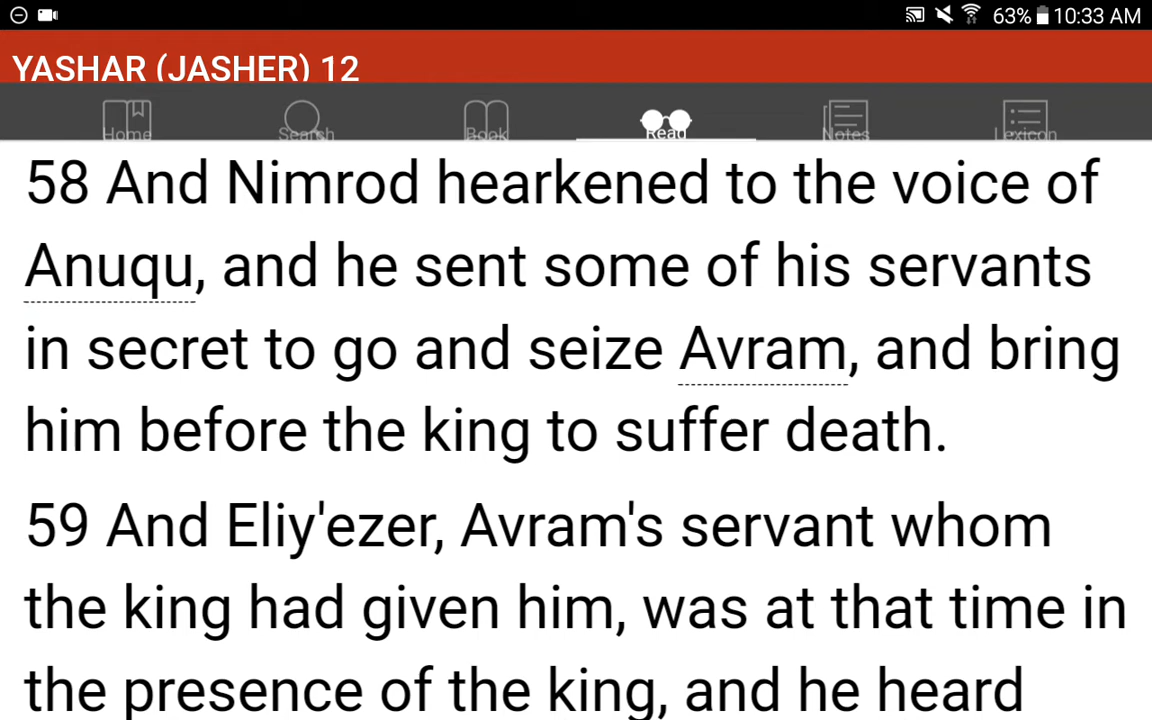 63% 10:33 AM
YASHAR (JASHER) 12
Home Search Book Read Notes Lexicon
58 And Nimrod hearkened to the voice of
Anuqu, and he sent some of his servants
in secret to go and seize Avram, and bring
him before the king to suffer death.
59 And Eliy'ezer, Avram's servant whom
the king had given him, was at that time in
the presence of the king, and he heard